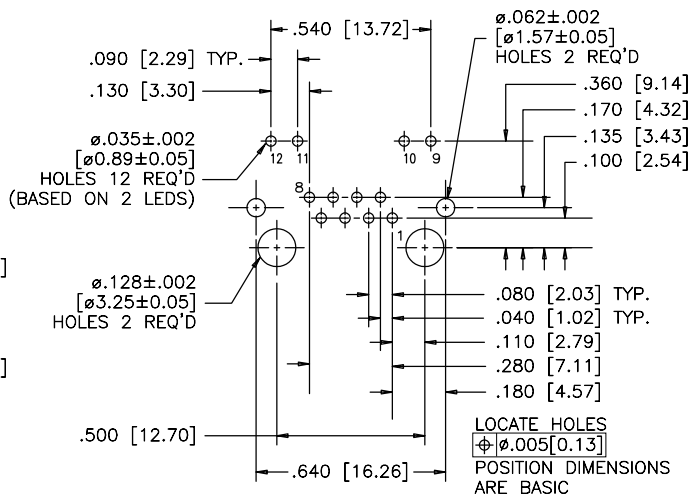 .540 [13.72]
ø.062±.002
[ø1.57±0.05]
HOLES 2 REQ'D
.090 [2.29] TYP.
.130 [3.30]
.360 [9.14]
.170 [4.32]
.135 [3.43]
.100 [2.54]
ø.035±.002
[ø0.89±0.05]
HOLES 12 REQ'D
(BASED ON 2 LEDS)
12 11 10 9
8
1
ø.128±.002
[ø3.25±0.05]
HOLES 2 REQ'D
]
]
.080 [2.03] TYP.
.040 [1.02] TYP.
.110 [2.79]
.280 [7.11]
.180 [4.57]
.500 [12.70]
.640 [16.26]
LOCATE HOLES
⌖ ø.005[0.13]
POSITION DIMENSIONS
ARE BASIC